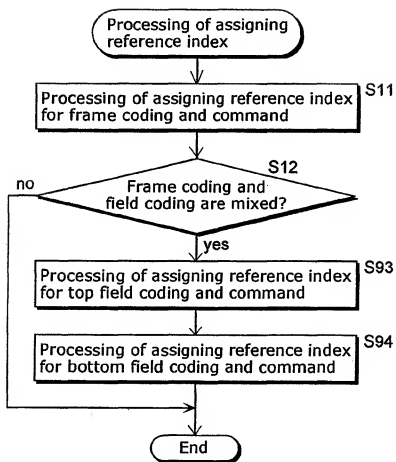 Processing of assigning
reference index
S11
Processing of assigning reference index
for frame coding and command
S12
no
Frame coding and
field coding are mixed?
yes
S93
Processing of assigning reference index
for top field coding and command
S94
Processing of assigning reference index
for bottom field coding and command
End